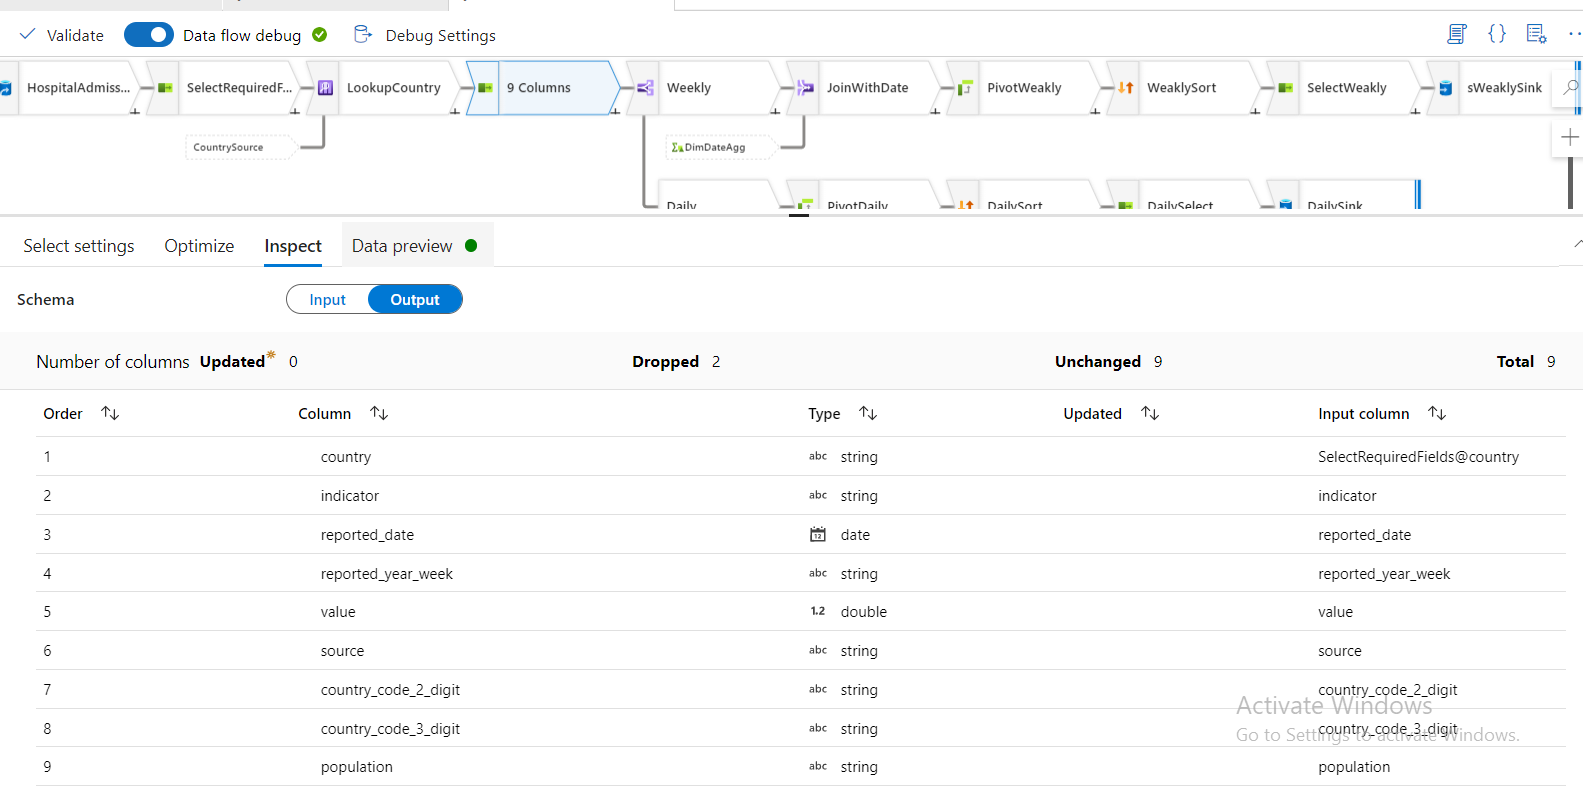 Validate Data flow debug Debug Settings
HospitalAdmiss... SelectRequiredF... LookupCountry 9 Columns Weekly JoinWithDate PivotWeakly WeaklySort SelectWeakly sWeaklySink
CountrySource DimDateAgg
Daily PivotDaily DailySort DailySelect DailySink
Select settings Optimize Inspect Data preview
Schema Input Output
Number of columns Updated* 0 Dropped 2 Unchanged 9 Total 9
Order Column Type Updated Input column
1 country abc string SelectRequiredFields@country
2 indicator abc string indicator
3 reported_date 12 date reported_date
4 reported_year_week abc string reported_year_week
5 value 1.2 double value
6 source abc string source
7 country_code_2_digit abc string country_code_2_digit
Activate Windows
8 country_code_3_digit abc string country_code_3_digit
Go to Settings to activate Windows.
9 population abc string population